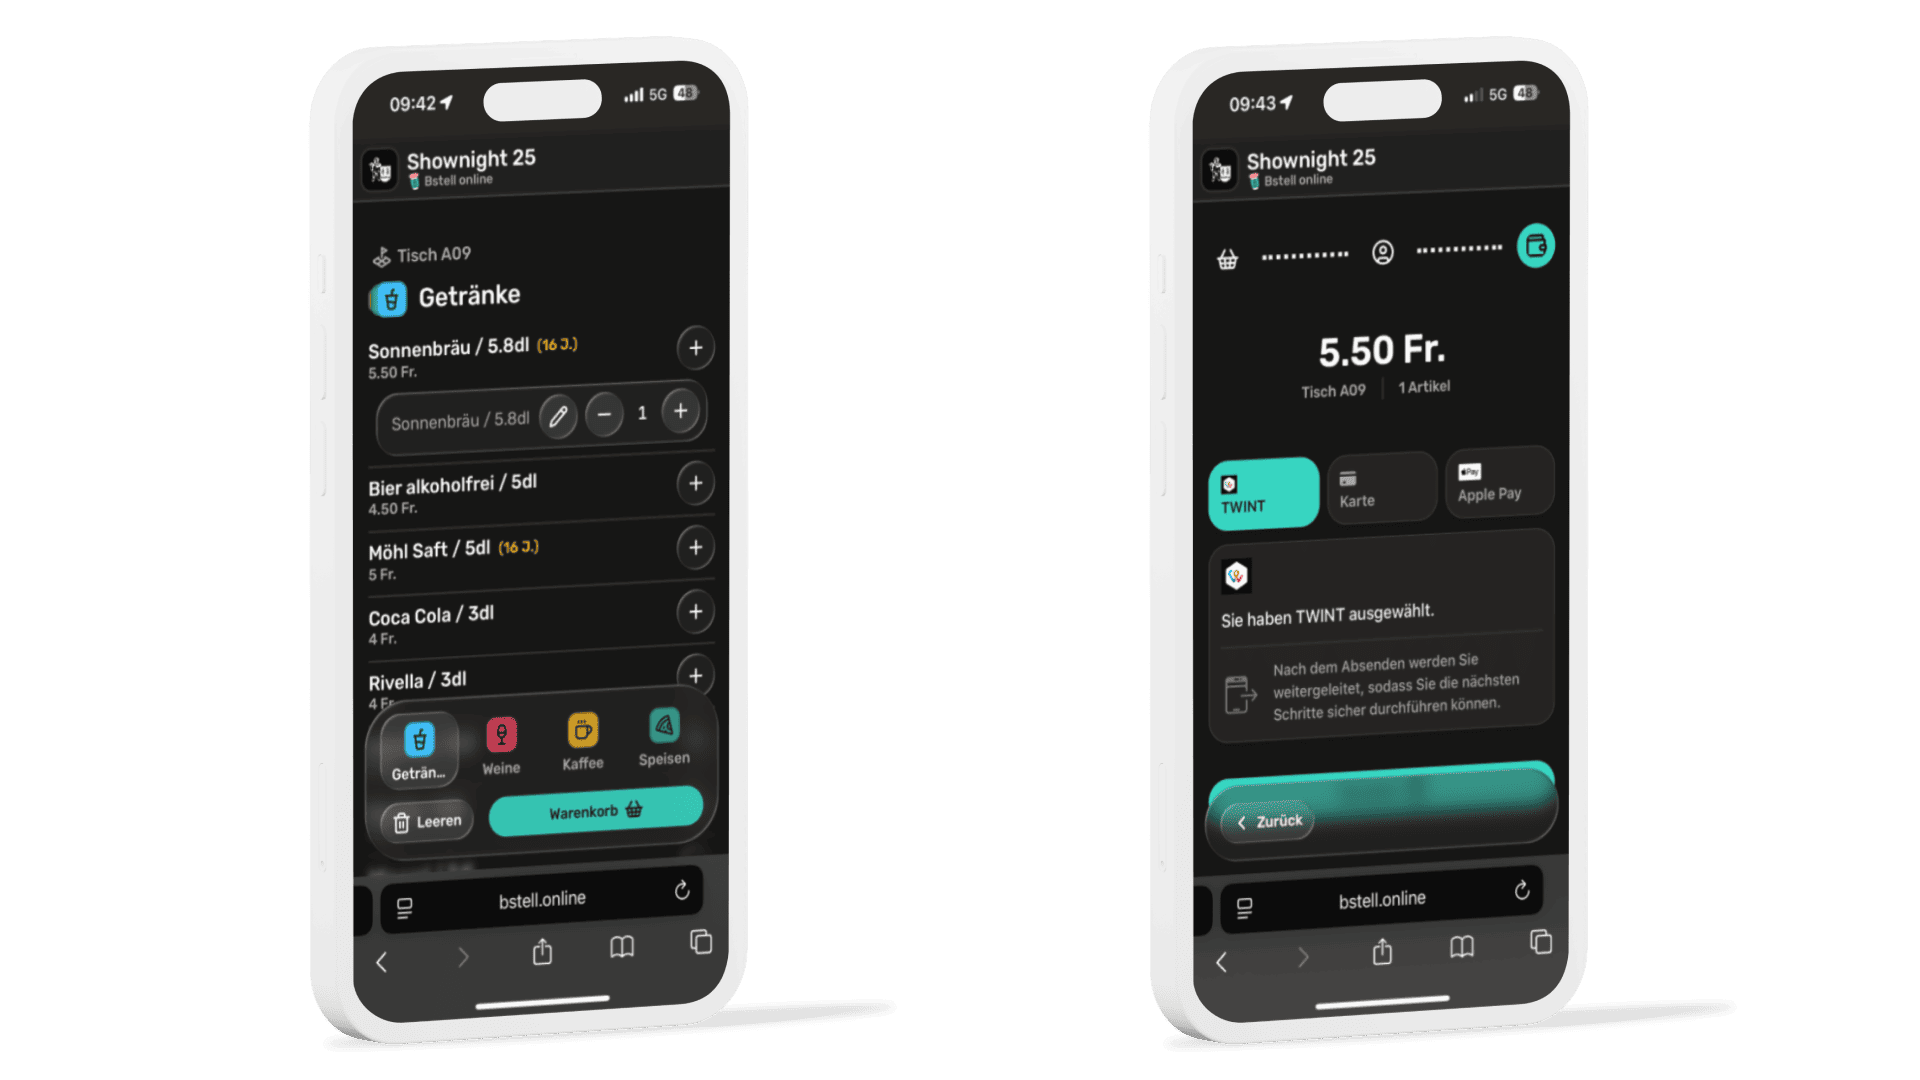 09:42
5G 48
Shownight 25
Bstell online
Tisch A09
Getränke
Sonnenbräu / 5.8dl (16 J.)
5.50 Fr.
Sonnenbräu / 5.8dl
1
Bier alkoholfrei / 5dl
4.50 Fr.
Möhl Saft / 5dl (16 J.)
5 Fr.
Coca Cola / 3dl
4 Fr.
Rivella / 3dl
4 Fr.
Geträn... Weine Kaffee Speisen
Leeren Warenkorb
bstell.online
09:43
5G 48
Shownight 25
Bstell online
5.50 Fr.
Tisch A09 1 Artikel
TWINT Karte Pay Apple Pay
Sie haben TWINT ausgewählt.
Nach dem Absenden werden Sie
weitergeleitet, sodass Sie die nächsten
Schritte sicher durchführen können.
Zurück
bstell.online